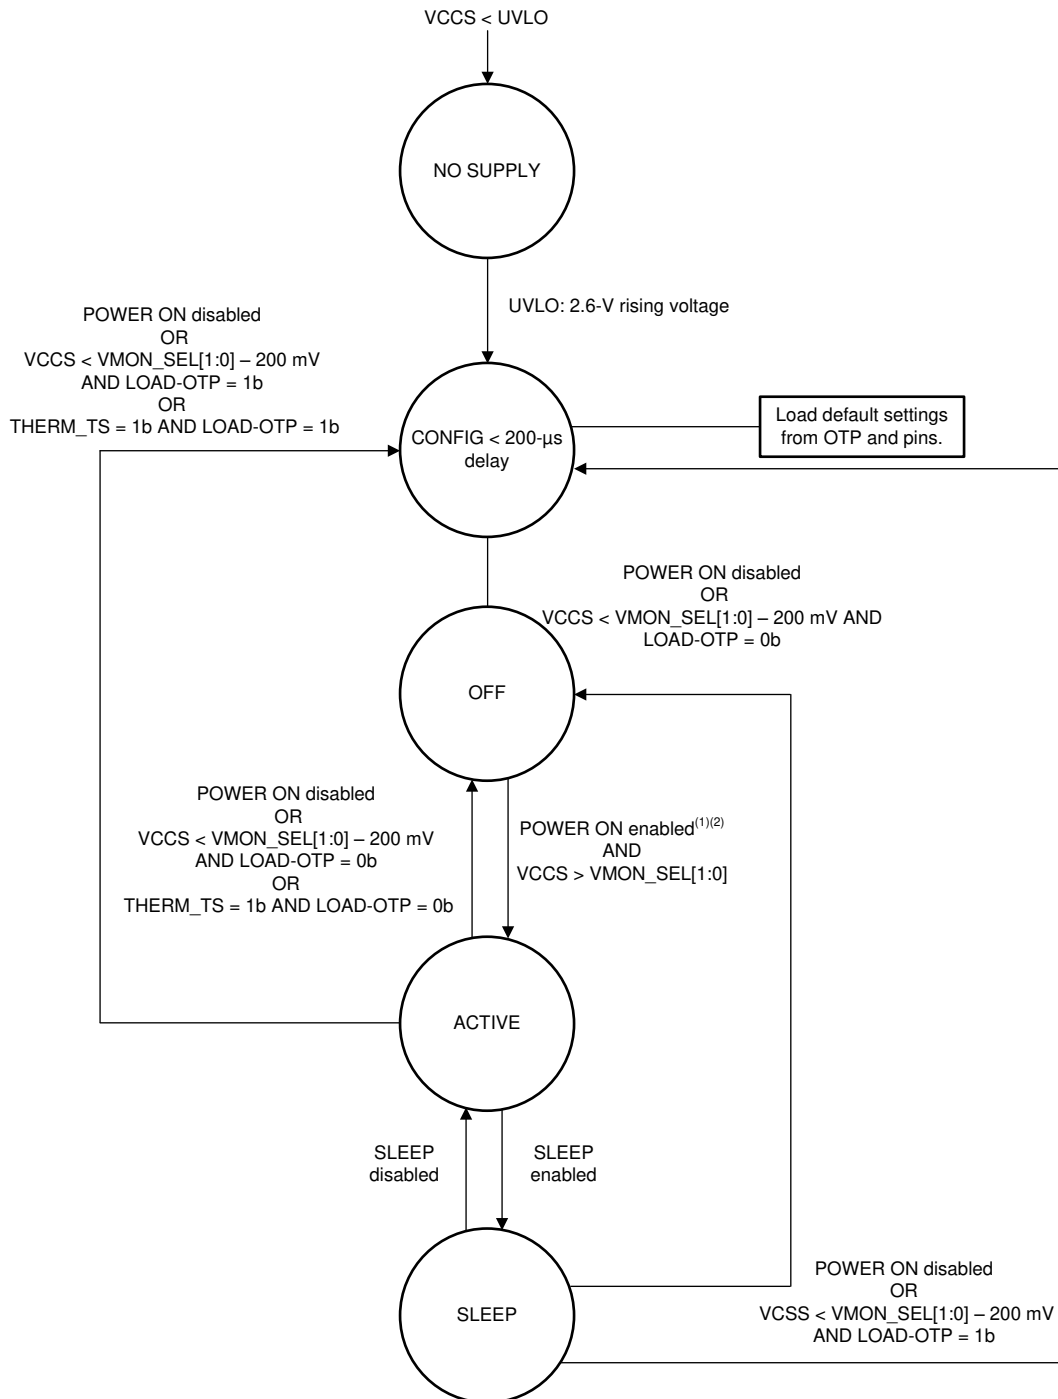 VCCS < UVLO
NO SUPPLY
UVLO: 2.6-V rising voltage
POWER ON disabled
OR
VCCS < VMON_SEL[1:0] – 200 mV
AND LOAD-OTP = 1b
OR
THERM_TS = 1b AND LOAD-OTP = 1b
CONFIG < 200-μs
delay
Load default settings
from OTP and pins.
POWER ON disabled
OR
VCCS < VMON_SEL[1:0] – 200 mV AND
LOAD-OTP = 0b
OFF
POWER ON disabled
OR
VCCS < VMON_SEL[1:0] – 200 mV
AND LOAD-OTP = 0b
OR
THERM_TS = 1b AND LOAD-OTP = 0b
POWER ON enabled(1)(2)
AND
VCCS > VMON_SEL[1:0]
ACTIVE
SLEEP
disabled
SLEEP
enabled
SLEEP
POWER ON disabled
OR
VCSS < VMON_SEL[1:0] – 200 mV
AND LOAD-OTP = 1b